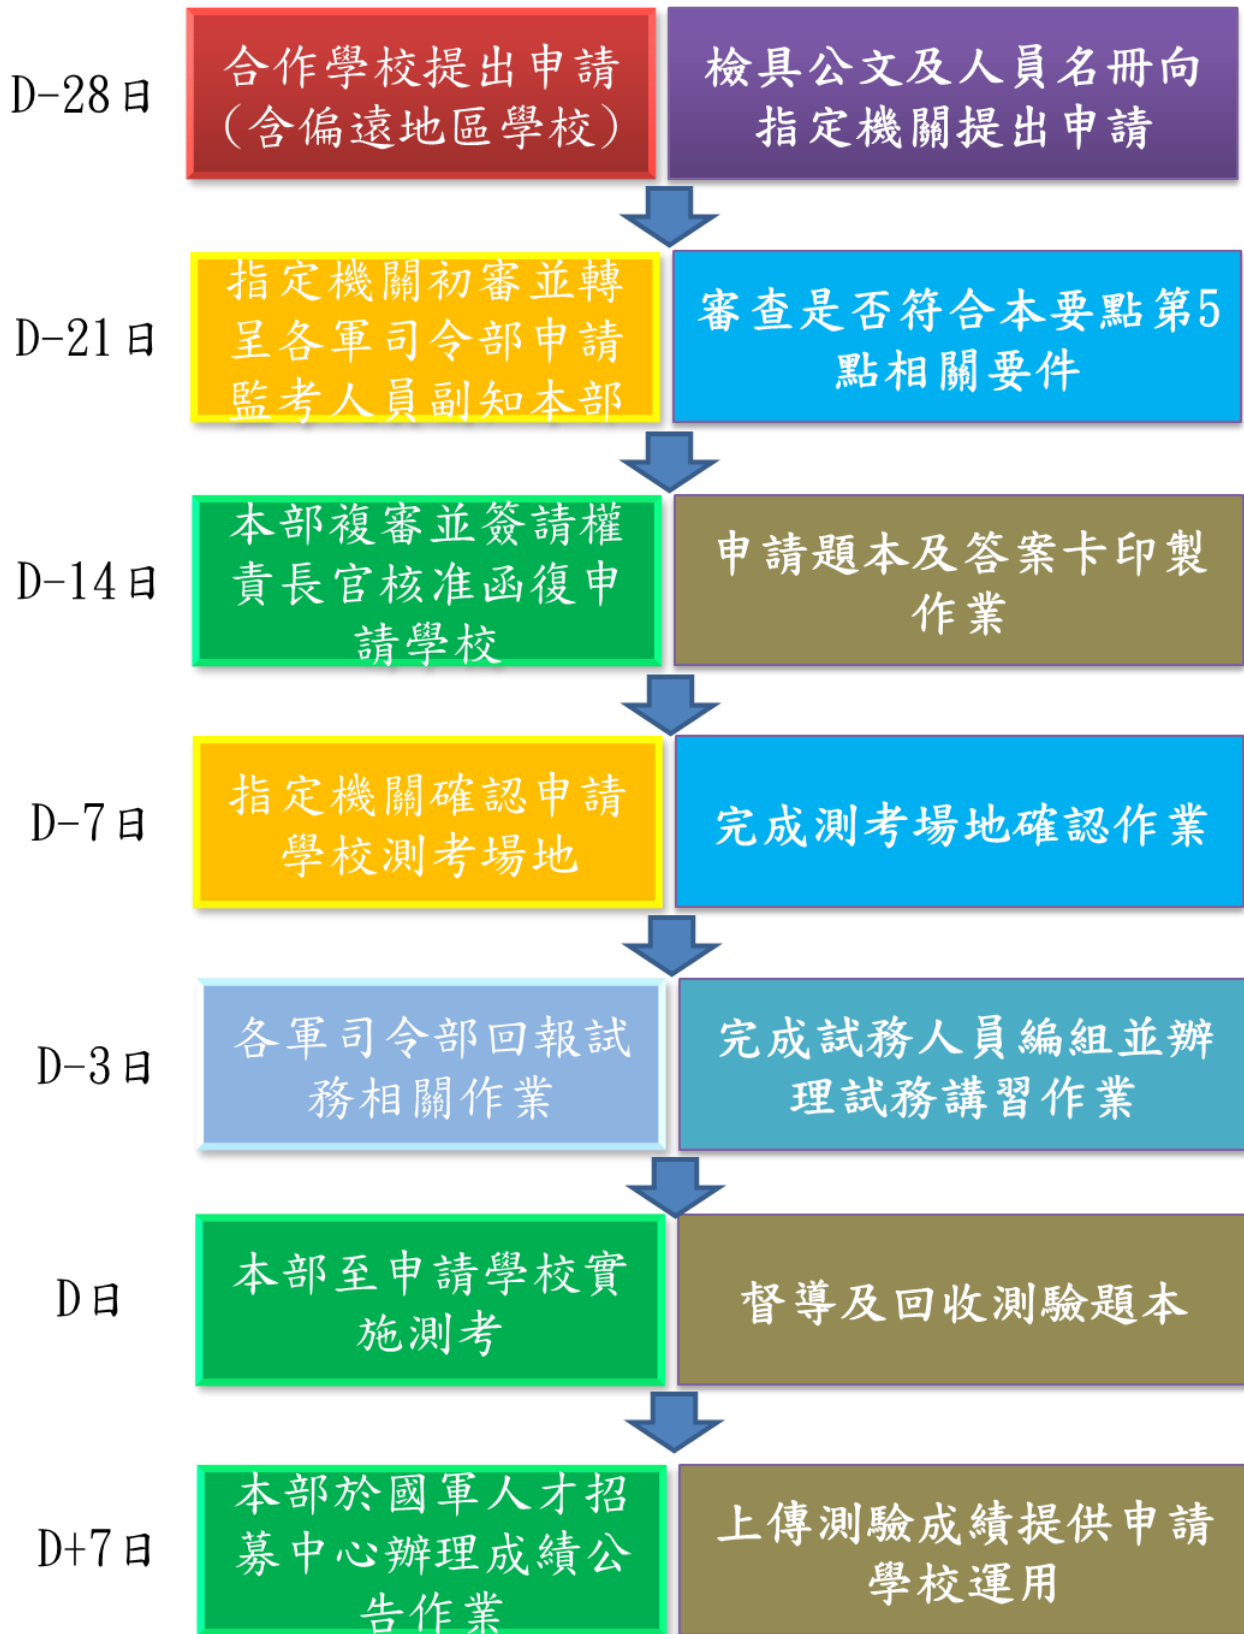 D-28日
合作學校提出申請
(含偏遠地區學校)
檢具公文及人員名冊向
指定機關提出申請
D-21日
指定機關初審並轉
呈各軍司令部申請
監考人員副知本部
審查是否符合本要點第5
點相關要件
D-14日
本部複審並簽請權
責長官核准函復申
請學校
申請題本及答案卡印製
作業
D-7日
指定機關確認申請
學校測考場地
完成測考場地確認作業
D-3日
各軍司令部回報試
務相關作業
完成試務人員編組並辦
理試務講習作業
D日
本部至申請學校實
施測考
督導及回收測驗題本
D+7日
本部於國軍人才招
募中心辦理成績公
告作業
上傳測驗成績提供申請
學校運用